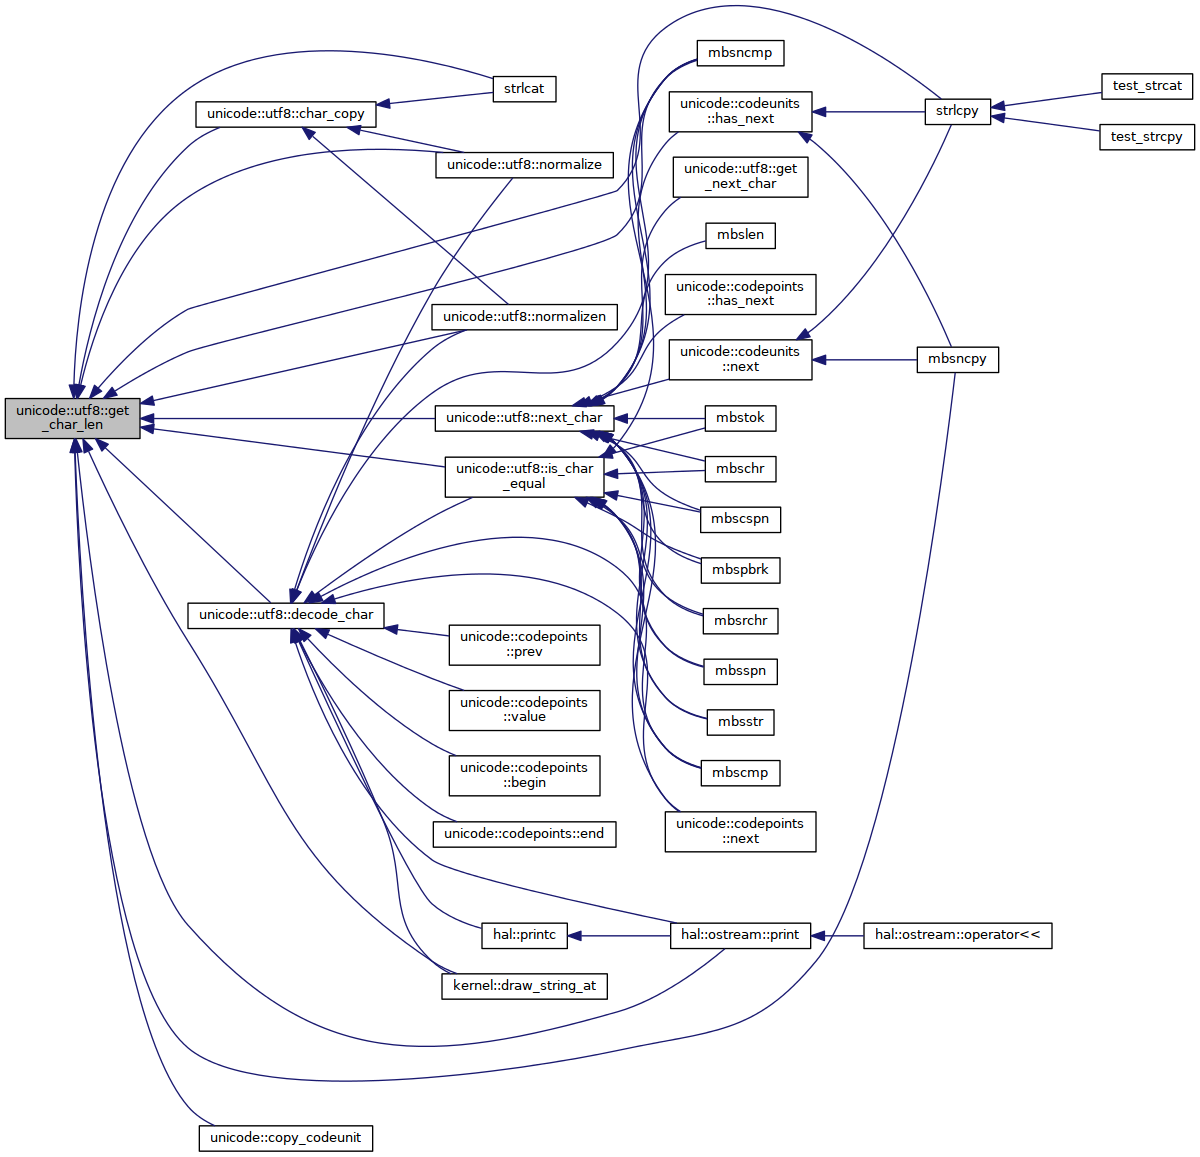 unicode::utf8::get
_char_len
strlcat
unicode::utf8::char_copy
unicode::utf8::normalize
unicode::utf8::normalizen
unicode::utf8::next_char
unicode::utf8::is_char
_equal
unicode::utf8::decode_char
unicode::codepoints
::prev
unicode::codepoints
::value
unicode::codepoints
::begin
unicode::codepoints::end
hal::printc
kernel::draw_string_at
unicode::copy_codeunit
mbsncmp
unicode::codeunits
::has_next
unicode::utf8::get
_next_char
mbslen
unicode::codepoints
::has_next
unicode::codeunits
::next
mbstok
mbschr
mbscspn
mbspbrk
mbsrchr
mbsspn
mbsstr
mbscmp
unicode::codepoints
::next
hal::ostream::print
strlcpy
mbsncpy
hal::ostream::operator<<
test_strcat
test_strcpy